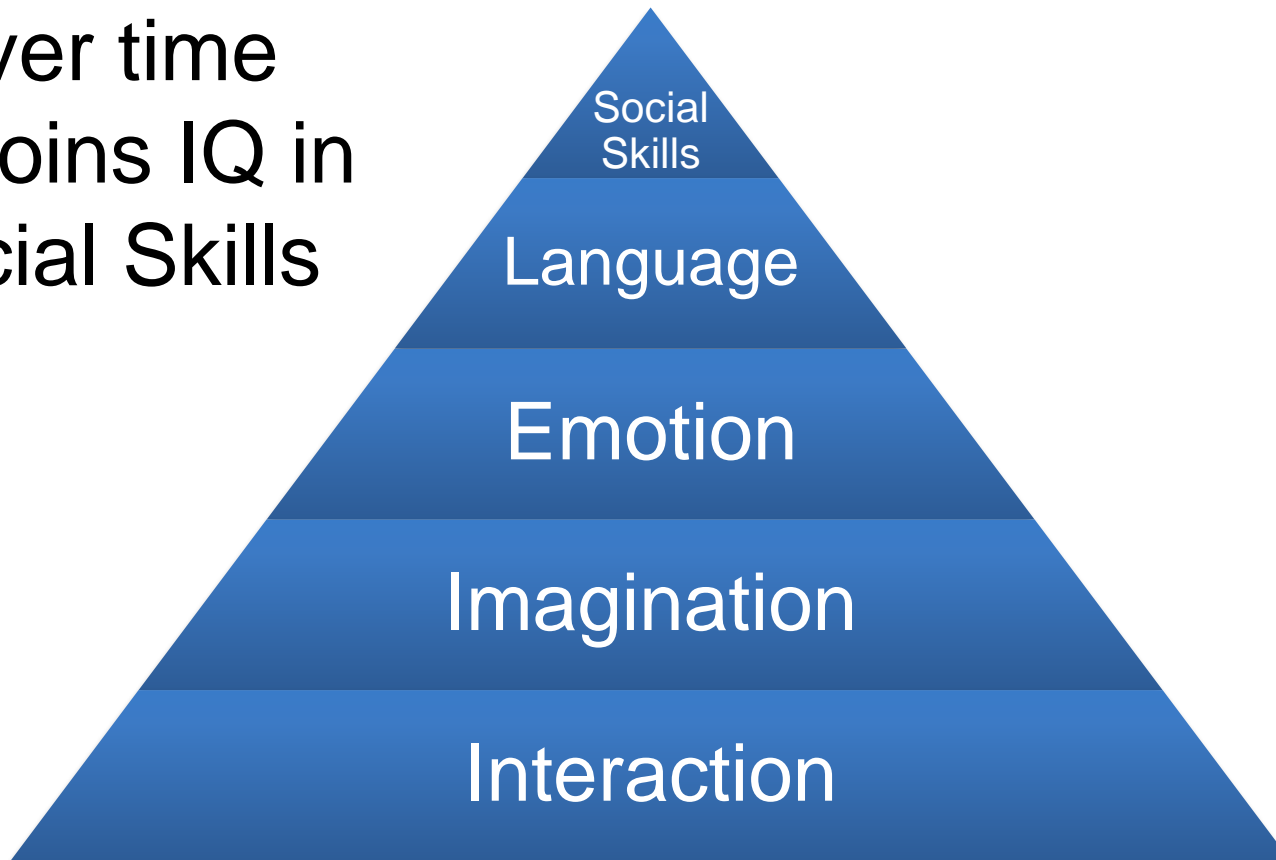 ver time
oins IQ in
cial Skills
Social
Skills
Language
Emotion
Imagination
Interaction